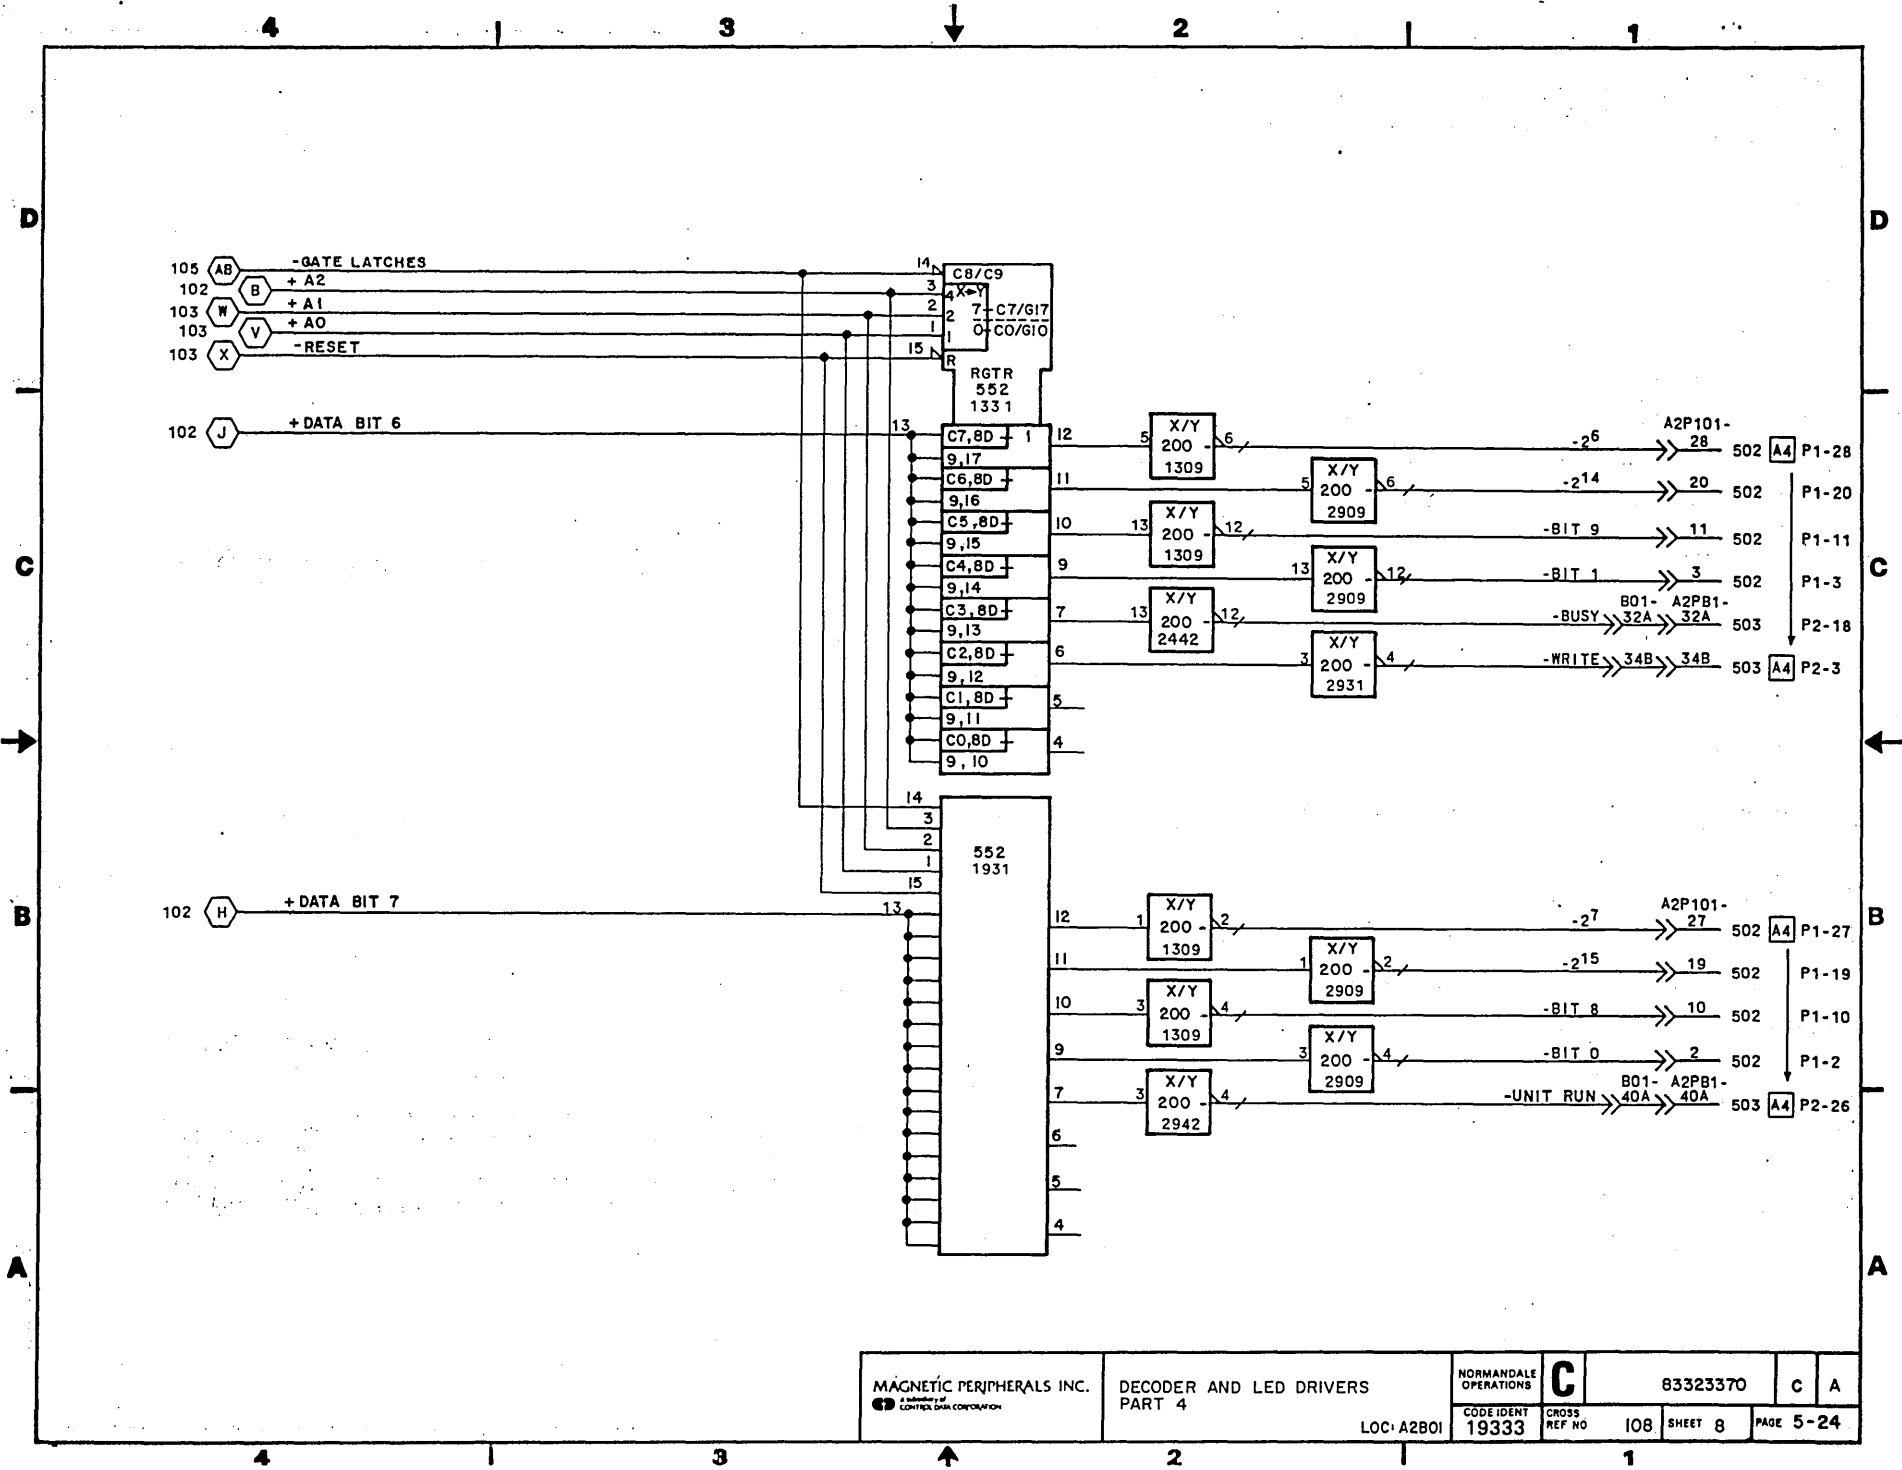 4 3 2 1
D D
105 AB -GATE LATCHES 14 C8/C9
102 B + A2 3 4 X→Y
103 W + A1 2 2 7 C7/G17
103 V + A0 1 1 0 C0/G10
103 X -RESET 15 R
RGTR
552
1331
102 J +DATA BIT 6 13
C7,8D 1 12
9,17
C6,8D 11
9,16
C5,8D 10
9,15
C4,8D 9
9,14
C3,8D 7
9,13
C2,8D 6
9,12
C1,8D 5
9,11
C0,8D 4
9,10
C C
A2P101-
5 X/Y 200 - 1309 6 -2⁶ 28 502 A4 P1-28
5 X/Y 200 - 2909 6 -2¹⁴ 20 502 P1-20
13 X/Y 200 - 1309 12 -BIT 9 11 502 P1-11
13 X/Y 200 - 2909 12 -BIT 1 3 502 P1-3
B01- A2PB1-
13 X/Y 200 - 2442 12 -BUSY 32A 32A 503 P2-18
3 X/Y 200 - 2931 4 -WRITE 34B 34B 503 A4 P2-3
14
3
2
1
15
552
1931
B B
102 H +DATA BIT 7 13
A2P101-
12 1 X/Y 200 - 1309 2 -2⁷ 27 502 A4 P1-27
11 1 X/Y 200 - 2909 2 -2¹⁵ 19 502 P1-19
10 3 X/Y 200 - 1309 4 -BIT 8 10 502 P1-10
9 3 X/Y 200 - 2909 4 -BIT 0 2 502 P1-2
B01- A2PB1-
7 3 X/Y 200 - 2942 4 -UNIT RUN 40A 40A 503 A4 P2-26
6
5
4
A A
MAGNETIC PERIPHERALS INC.
a subsidiary of
CONTROL DATA CORPORATION
DECODER AND LED DRIVERS
PART 4
LOC: A2B01
NORMANDALE
OPERATIONS
C 83323370 C A
CODE IDENT
19333
CROSS
REF NO 108 SHEET 8 PAGE 5-24
4 3 2 1